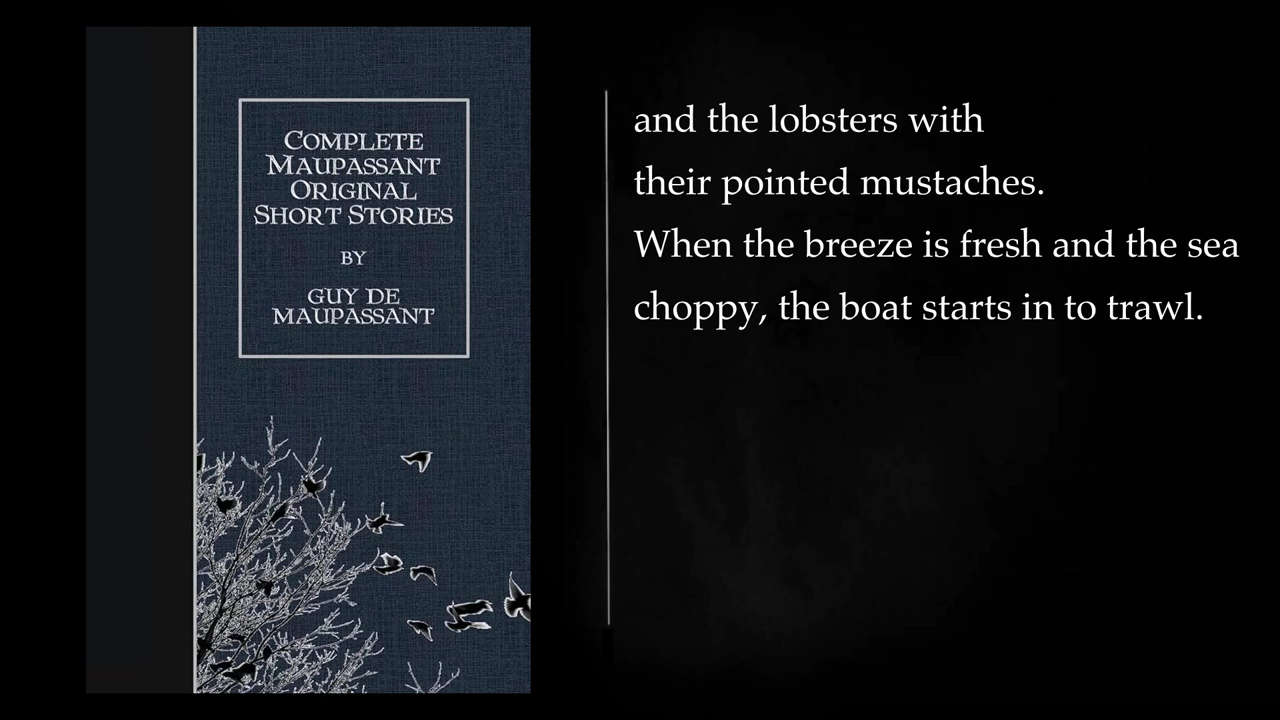 COMPLETE
MAUPASSANT
ORIGINAL
SHORT STORIES
BY
GUY DE
MAUPASSANT
and the lobsters with
their pointed mustaches.
When the breeze is fresh and the sea
choppy, the boat starts in to trawl.